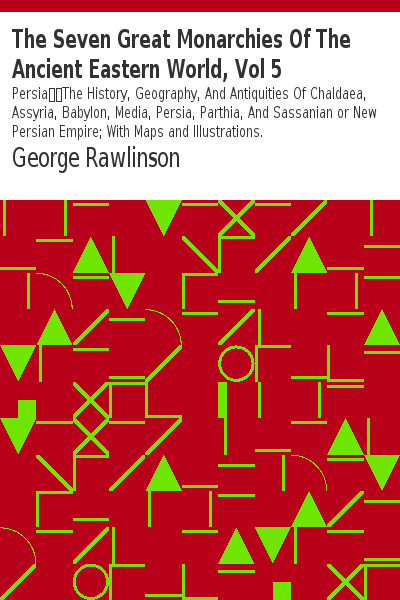 The Seven Great Monarchies Of The
Ancient Eastern World, Vol 5
Persia▯▯The History, Geography, And Antiquities Of Chaldaea,
Assyria, Babylon, Media, Persia, Parthia, And Sassanian or New
Persian Empire; With Maps and Illustrations.
George Rawlinson